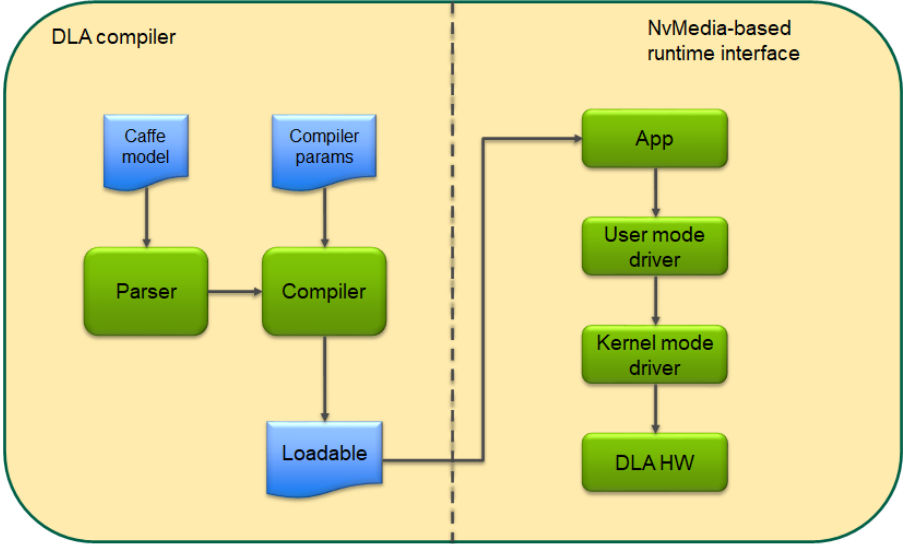 DLA compiler
NvMedia-based
runtime interface
Caffe
model
Compiler
params
App
User mode
driver
Parser
Compiler
Kernel mode
driver
Loadable
DLA HW